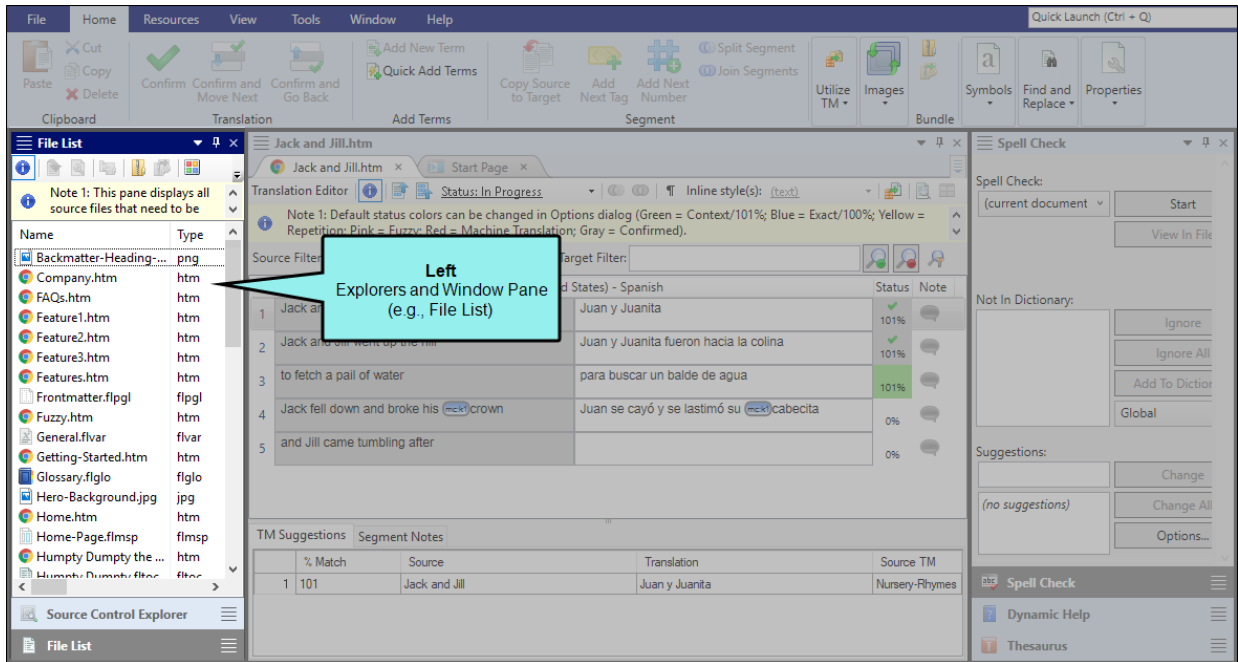 File Home Resources View Tools Window Help Quick Launch (Ctrl + Q)
Paste
Cut
Copy
Delete
Clipboard
Confirm
Confirm and
Move Next
Confirm and
Go Back
Translation
Add New Term
Quick Add Terms
Add Terms
Copy Source
to Target
Add
Next Tag
Add Next
Number
Split Segment
Join Segments
Segment
Utilize
TM
Images
Bundle
a
Symbols
Find and
Replace
Properties
File List
Note 1: This pane displays all
source files that need to be
Name Type
Backmatter-Heading-... png
Company.htm htm
FAQs.htm htm
Feature1.htm htm
Feature2.htm htm
Feature3.htm htm
Features.htm htm
Frontmatter.flpgl flpgl
Fuzzy.htm htm
General.flvar flvar
Getting-Started.htm htm
Glossary.flglo flglo
Hero-Background.jpg jpg
Home.htm htm
Home-Page.flmsp flmsp
Humpty Dumpty the ... htm
Humpty Dumpty.fltoc fltoc
Source Control Explorer
File List
Jack and Jill.htm
Jack and Jill.htm × Start Page ×
Translation Editor Status: In Progress ¶ Inline style(s): (text)
Note 1: Default status colors can be changed in Options dialog (Green = Context/101%; Blue = Exact/100%; Yellow =
Repetition; Pink = Fuzzy; Red = Machine Translation; Gray = Confirmed).
Source Filter: Target Filter:
States) - Spanish Status Note
1 Jack an Juan y Juanita 101%
2 Jack and Jill went up the hill Juan y Juanita fueron hacia la colina 101%
3 to fetch a pail of water para buscar un balde de agua 101%
4 Jack fell down and broke his mck1 crown Juan se cayó y se lastimó su mck1 cabecita 0%
5 and Jill came tumbling after 0%
Left
Explorers and Window Pane
(e.g., File List)
TM Suggestions Segment Notes
% Match Source Translation Source TM
1 101 Jack and Jill Juan y Juanita Nursery-Rhymes
Spell Check
Spell Check:
(current document Start
View In File
Not In Dictionary:
Ignore
Ignore All
Add To Diction
Global
Suggestions:
Change
(no suggestions) Change All
Options...
abc Spell Check
Dynamic Help
Thesaurus